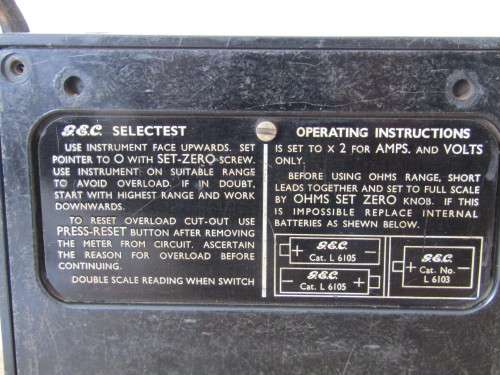 G.E.C. SELECTEST
USE INSTRUMENT FACE UPWARDS. SET
POINTER TO O WITH SET-ZERO SCREW.
USE INSTRUMENT ON SUITABLE RANGE
TO AVOID OVERLOAD. IF IN DOUBT,
START WITH HIGHEST RANGE AND WORK
DOWNWARDS.
TO RESET OVERLOAD CUT-OUT USE
PRESS-RESET BUTTON AFTER REMOVING
THE METER FROM CIRCUIT. ASCERTAIN
THE REASON FOR OVERLOAD BEFORE
CONTINUING.
DOUBLE SCALE READING WHEN SWITCH
OPERATING INSTRUCTIONS
IS SET TO x 2 FOR AMPS. AND VOLTS
ONLY.
BEFORE USING OHMS RANGE, SHORT
LEADS TOGETHER AND SET TO FULL SCALE
BY OHMS SET ZERO KNOB. IF THIS
IS IMPOSSIBLE REPLACE INTERNAL
BATTERIES AS SHEWN BELOW.
G.E.C.
+ −
Cat. L 6105
G.E.C.
− +
Cat. L 6105
G.E.C.
+ −
Cat. No.
L 6103